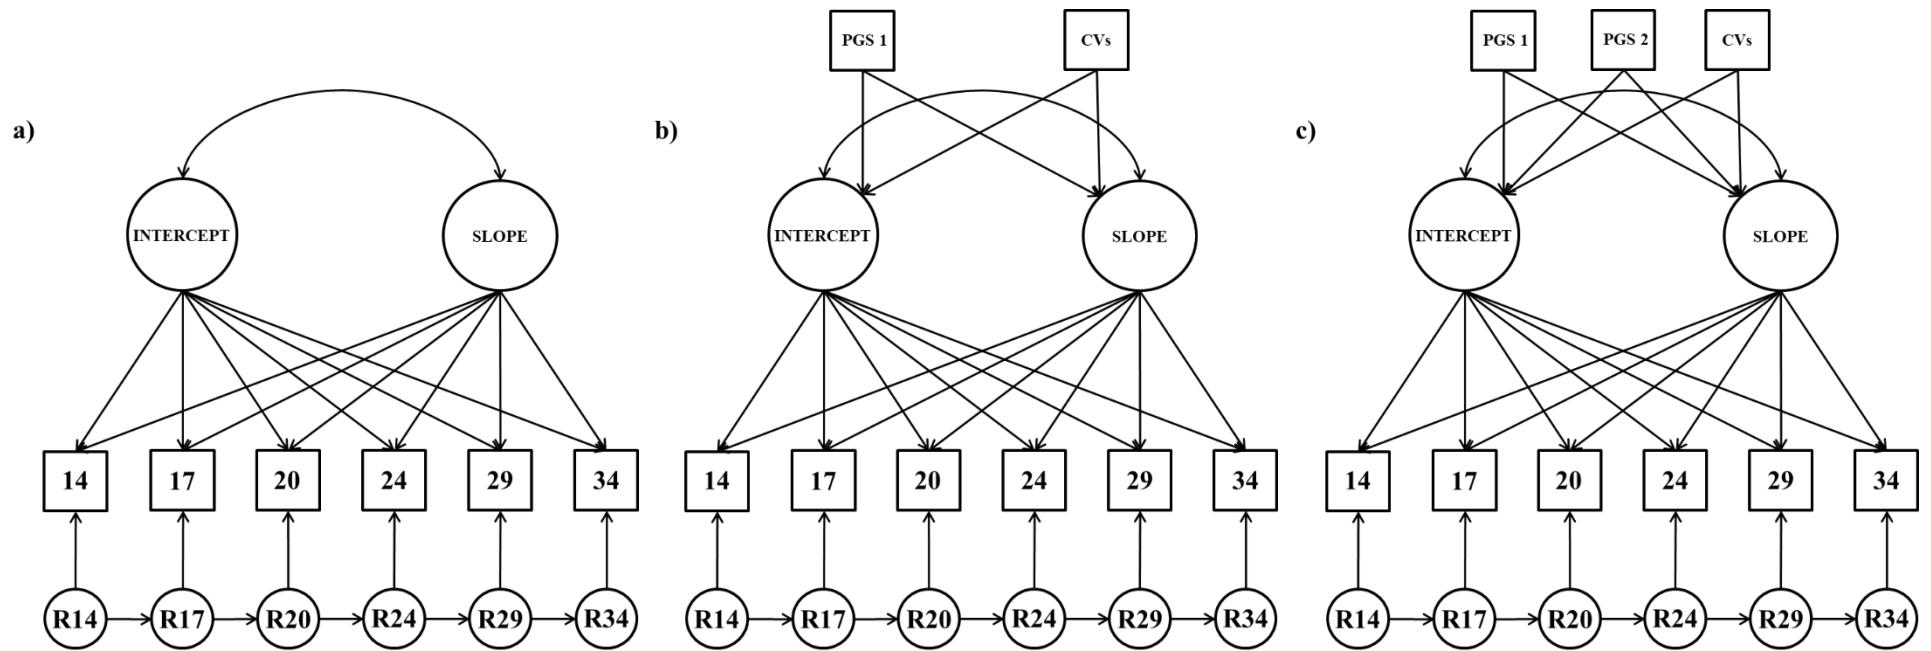 a)
INTERCEPT
SLOPE
14 17 20 24 29 34
R14 R17 R20 R24 R29 R34
b)
PGS 1
CVs
INTERCEPT
SLOPE
14 17 20 24 29 34
R14 R17 R20 R24 R29 R34
c)
PGS 1
PGS 2
CVs
INTERCEPT
SLOPE
14 17 20 24 29 34
R14 R17 R20 R24 R29 R34